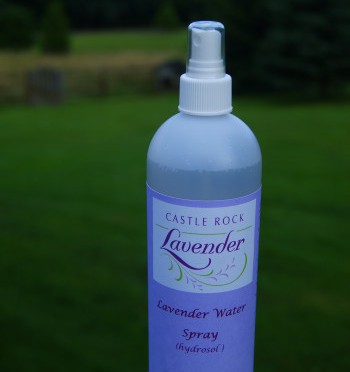 CASTLE ROCK
Lavender
Lavender Water
Spray
(hydrosol)